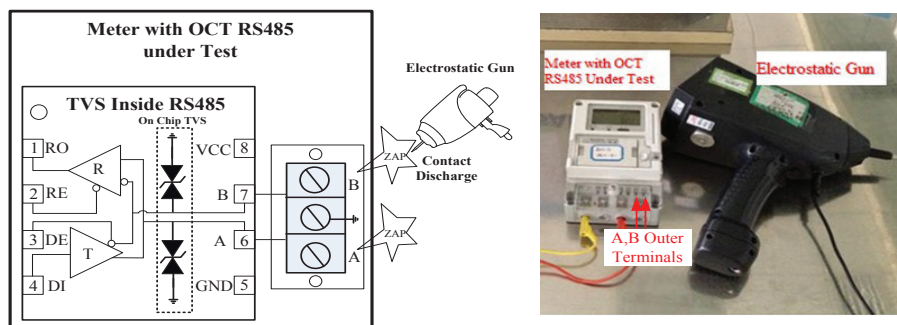 Meter with OCT RS485
under Test
TVS Inside RS485
On Chip TVS
1 RO
2 RE
3 DE
4 DI
R
T
VCC 8
B 7
A 6
GND 5
B
A
ZAP
ZAP
Electrostatic Gun
Contact
Discharge
Meter with OCT
RS485 Under Test
Electrostatic Gun
A,B Outer
Terminals